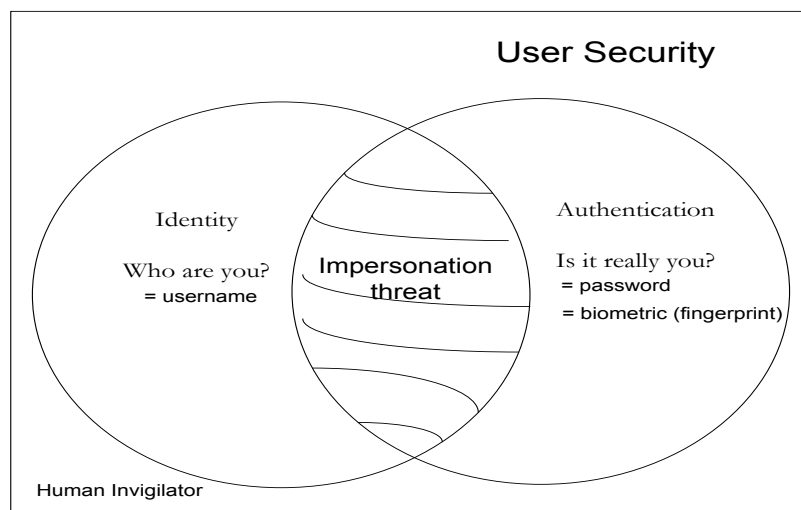 User Security
Identity
Who are you?
= username
Impersonation
threat
Authentication
Is it really you?
= password
= biometric (fingerprint)
Human Invigilator